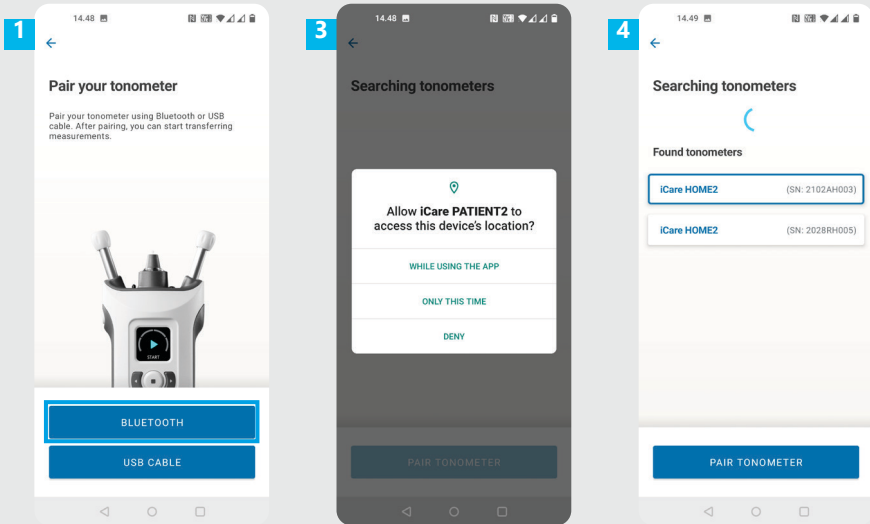 1
14.48
Pair your tonometer
Pair your tonometer using Bluetooth or USB
cable. After pairing, you can start transferring
measurements.
START
BLUETOOTH
USB CABLE
3
14.48
Searching tonometers
Allow iCare PATIENT2 to
access this device's location?
WHILE USING THE APP
ONLY THIS TIME
DENY
PAIR TONOMETER
4
14.49
Searching tonometers
Found tonometers
iCare HOME2 (SN: 2102AH003)
iCare HOME2 (SN: 2028RH005)
PAIR TONOMETER